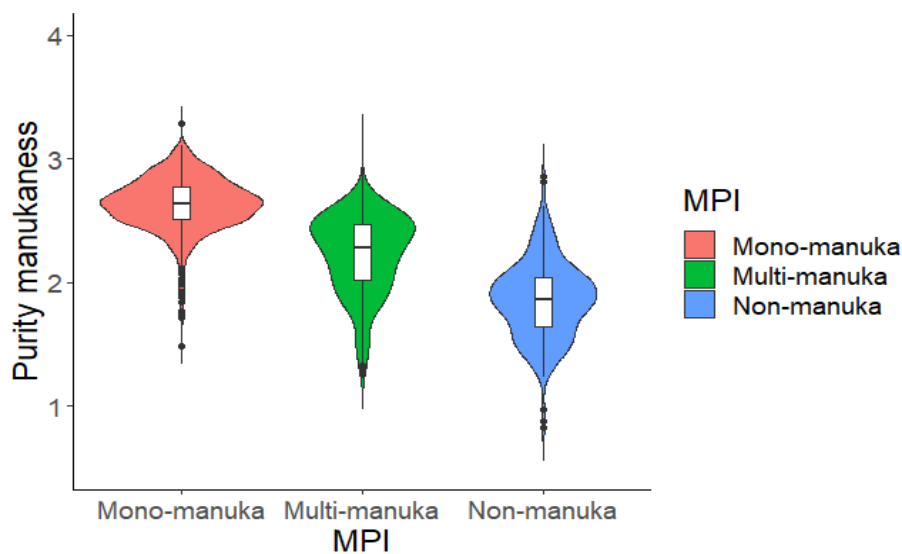 4
3
2
1
Purity manukaness
Mono-manuka Multi-manuka Non-manuka
MPI
MPI
Mono-manuka
Multi-manuka
Non-manuka